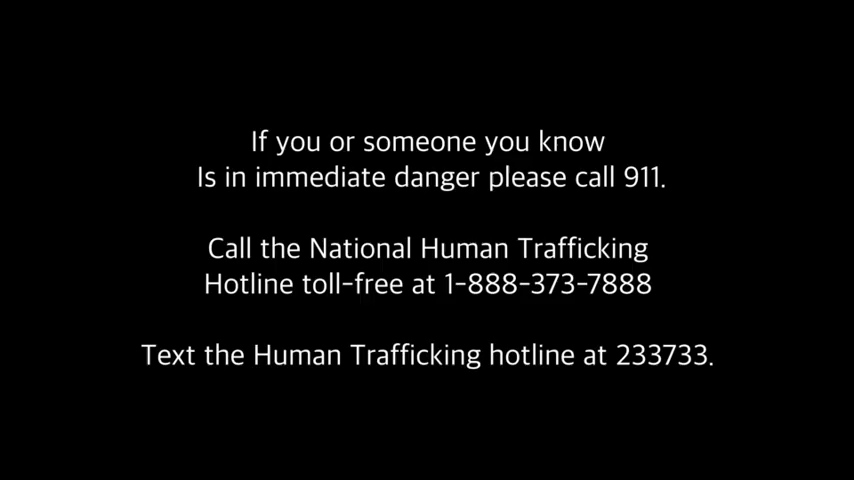 If you or someone you know
Is in immediate danger please call 911.
Call the National Human Trafficking
Hotline toll-free at 1-888-373-7888
Text the Human Trafficking hotline at 233733.